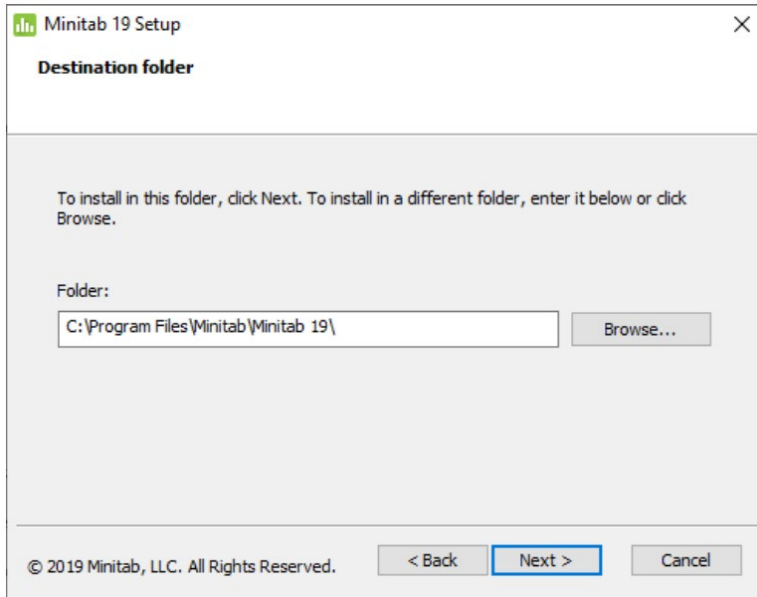 Minitab 19 Setup
Destination folder
To install in this folder, click Next. To install in a different folder, enter it below or click
Browse.
Folder:
C:\Program Files\Minitab\Minitab 19\
Browse...
© 2019 Minitab, LLC. All Rights Reserved.
< Back
Next >
Cancel